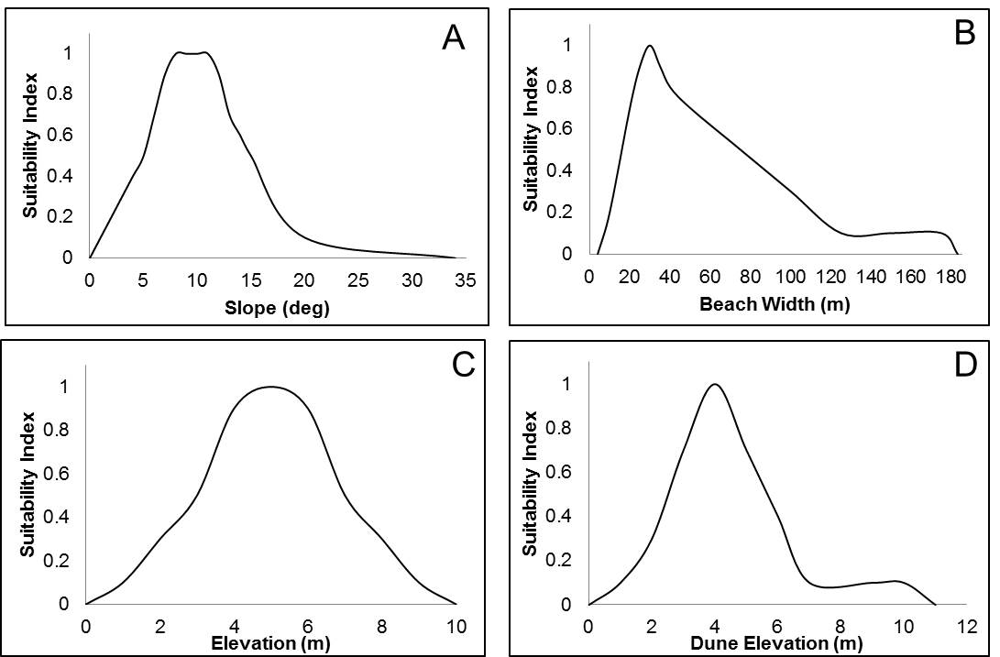 A
Suitability Index
1
0.8
0.6
0.4
0.2
0
0 5 10 15 20 25 30 35
Slope (deg)
B
Suitability Index
1
0.8
0.6
0.4
0.2
0
0 20 40 60 80 100 120 140 160 180
Beach Width (m)
C
Suitability Index
1
0.8
0.6
0.4
0.2
0
0 2 4 6 8 10
Elevation (m)
D
Suitability Index
1
0.8
0.6
0.4
0.2
0
0 2 4 6 8 10 12
Dune Elevation (m)